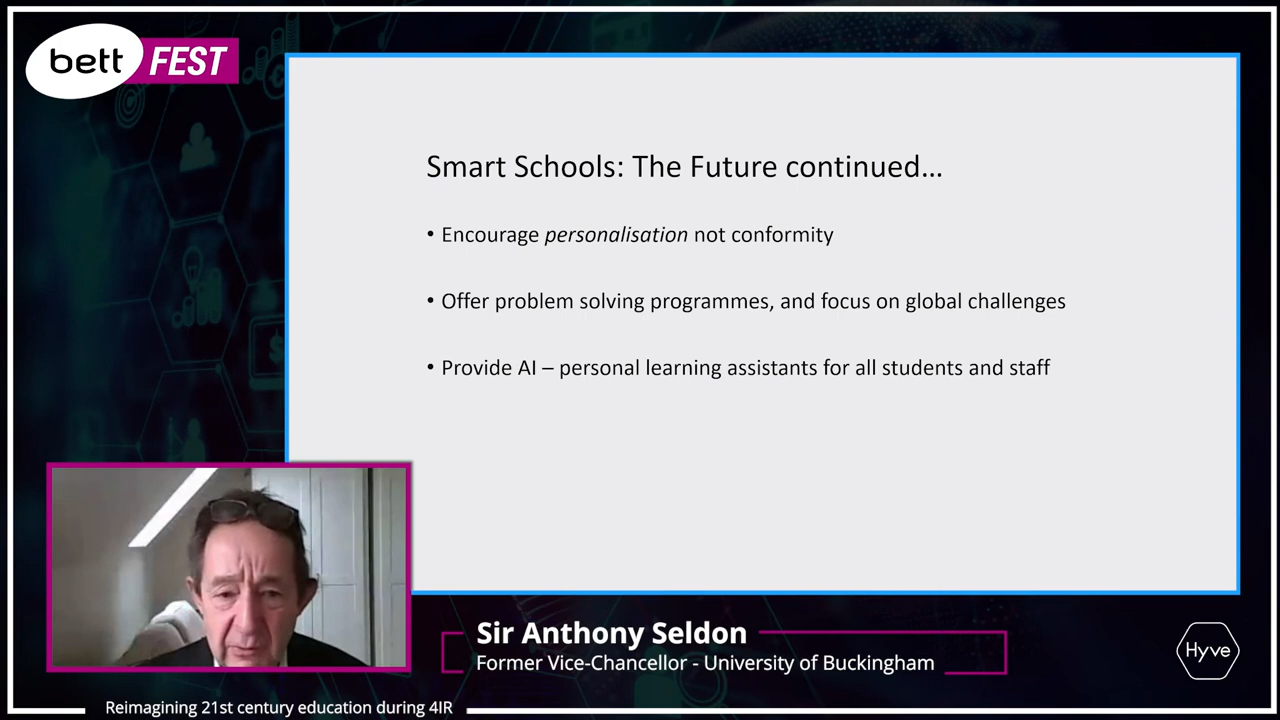 bett FEST
Smart Schools: The Future continued…
• Encourage personalisation not conformity
• Offer problem solving programmes, and focus on global challenges
• Provide AI – personal learning assistants for all students and staff
Sir Anthony Seldon
Former Vice-Chancellor - University of Buckingham
Hyve
Reimagining 21st century education during 4IR